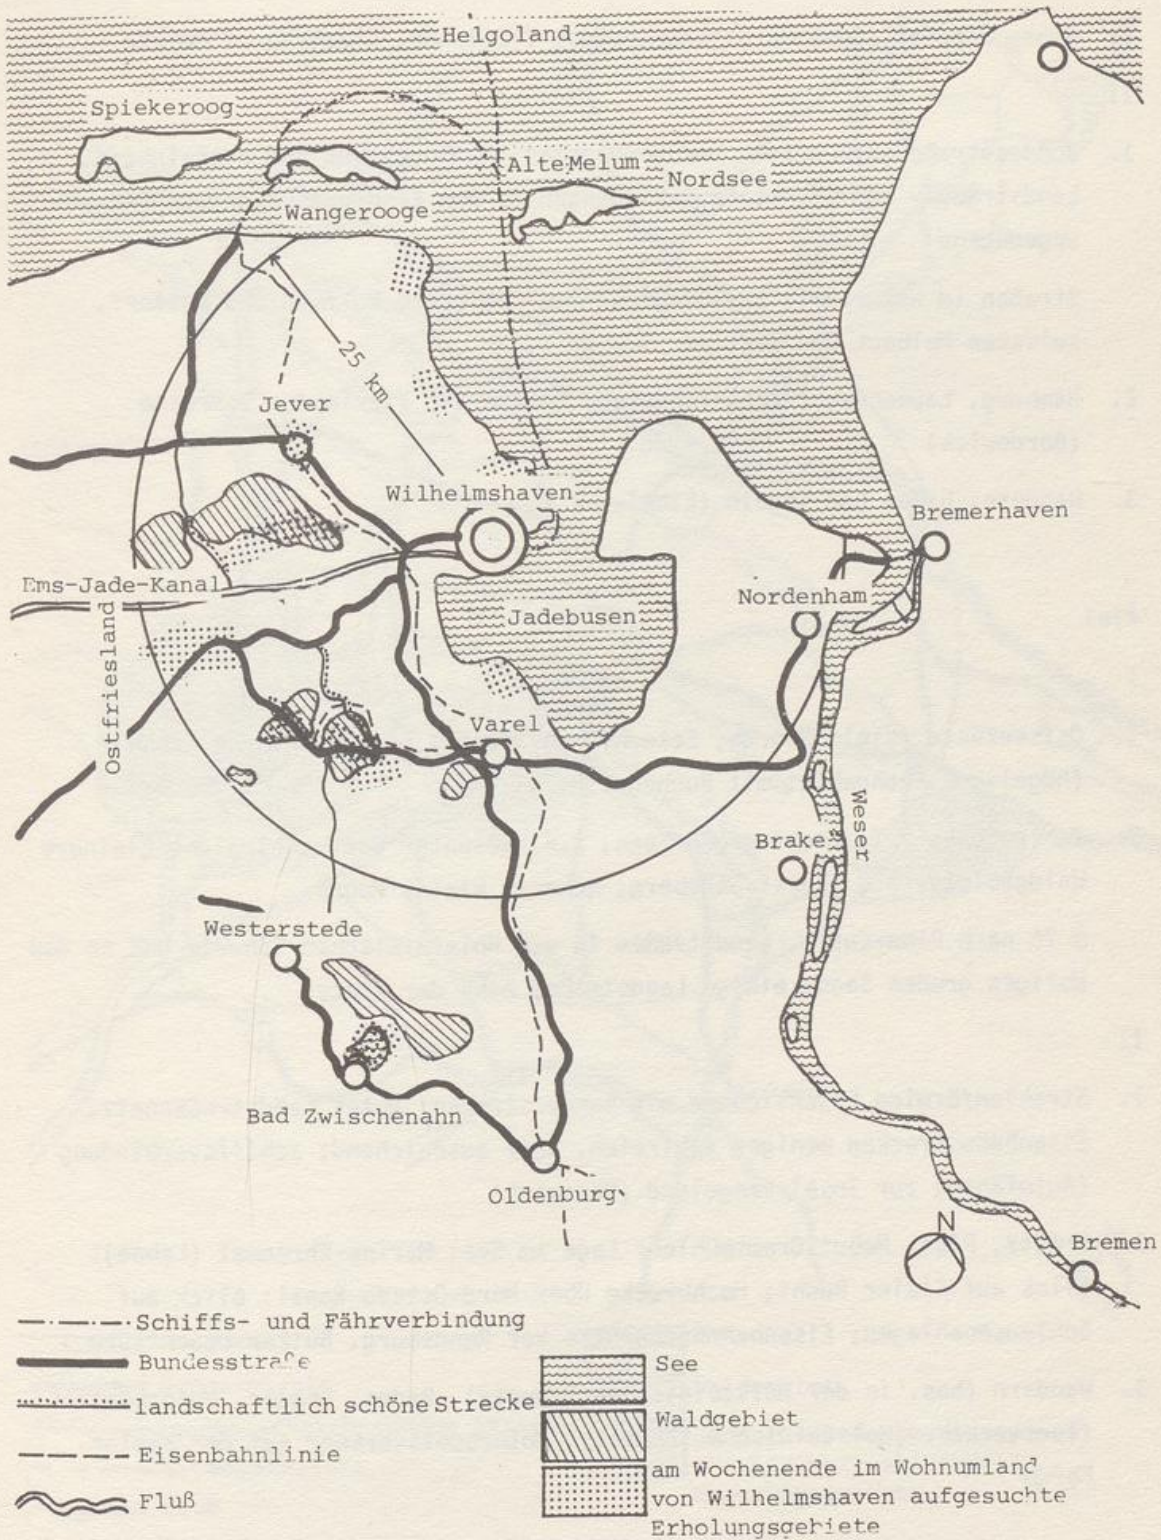 Helgoland
Spiekeroog
Alte Melum
Nordsee
Wangerooge
25 km
Jever
Wilhelmshaven
Bremerhaven
Ems-Jade-Kanal
Nordenham
Jadebusen
Ostfriesland
Varel
Weser
Brake
Westerstede
Bad Zwischenahn
Oldenburg
N
Bremen
Schiffs- und Fährverbindung
Bundesstraße
landschaftlich schöne Strecke
Eisenbahnlinie
Fluß
See
Waldgebiet
am Wochenende im Wohnumland
von Wilhelmshaven aufgesuchte
Erholungsgebiete